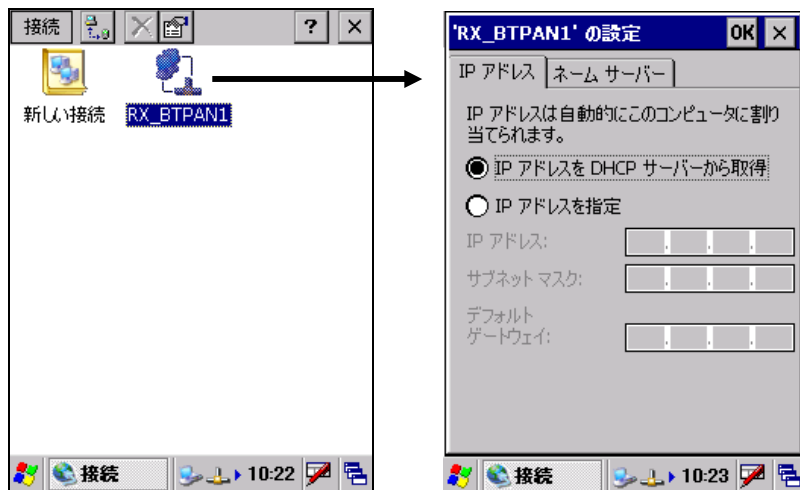 接続
?
×
新しい接続
RX_BTPAN1
接続
10:22
'RX_BTPAN1' の設定
OK
×
IP アドレス
ネーム サーバー
IP アドレスは自動的にこのコンピュータに割り
当てられます。
IP アドレスを DHCP サーバーから取得
IP アドレスを指定
IP アドレス:
サブネット マスク:
デフォルト
ゲートウェイ:
接続
10:23